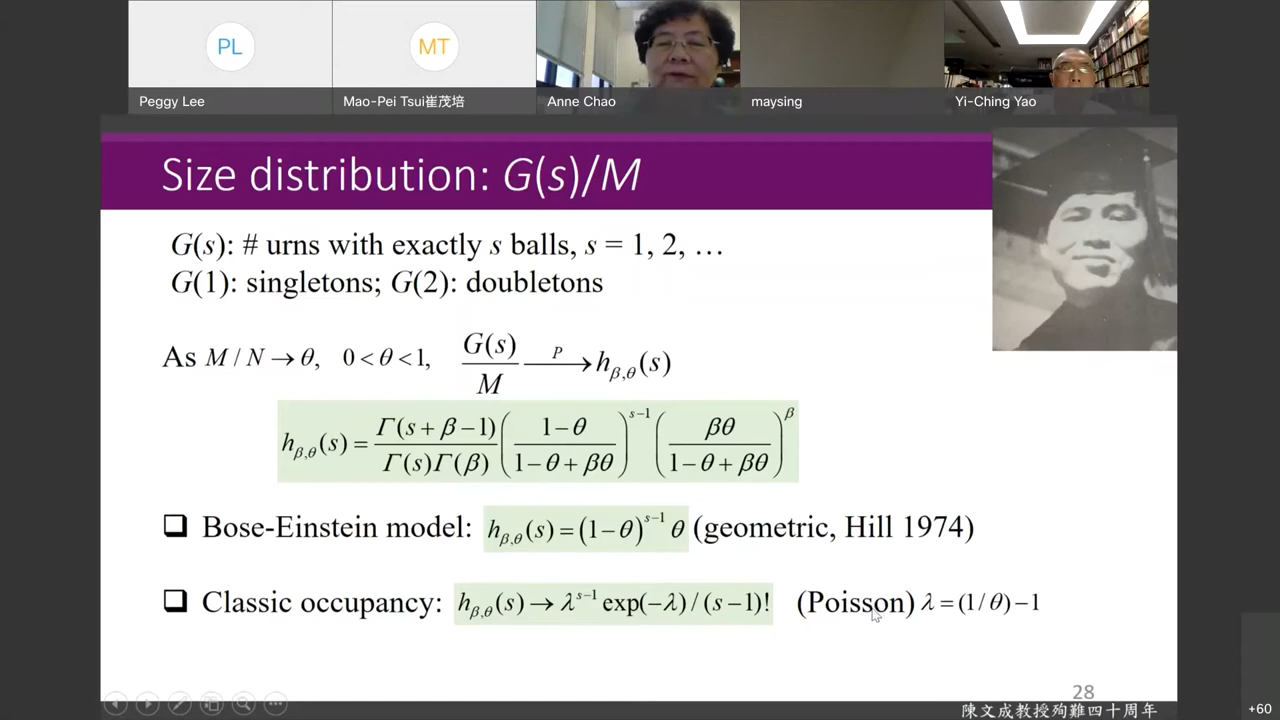 PL
MT
Peggy Lee
Mao-Pei Tsui崔茂培
Anne Chao
maysing
Yi-Ching Yao
Size distribution: G(s)/M
G(s): # urns with exactly s balls, s = 1, 2, …
G(1): singletons; G(2): doubletons
As M / N → θ, 0 < θ < 1, G(s)/M —P→ h_{β,θ}(s)
h_{β,θ}(s) = Γ(s + β − 1)/(Γ(s)Γ(β)) ((1 − θ)/(1 − θ + βθ))^{s−1} (βθ/(1 − θ + βθ))^β
❑ Bose-Einstein model: h_{β,θ}(s) = (1 − θ)^{s−1} θ (geometric, Hill 1974)
❑ Classic occupancy: h_{β,θ}(s) → λ^{s−1} exp(−λ) / (s − 1)! (Poisson) λ = (1 / θ) − 1
28
陳文成教授殉難四十周年
+60